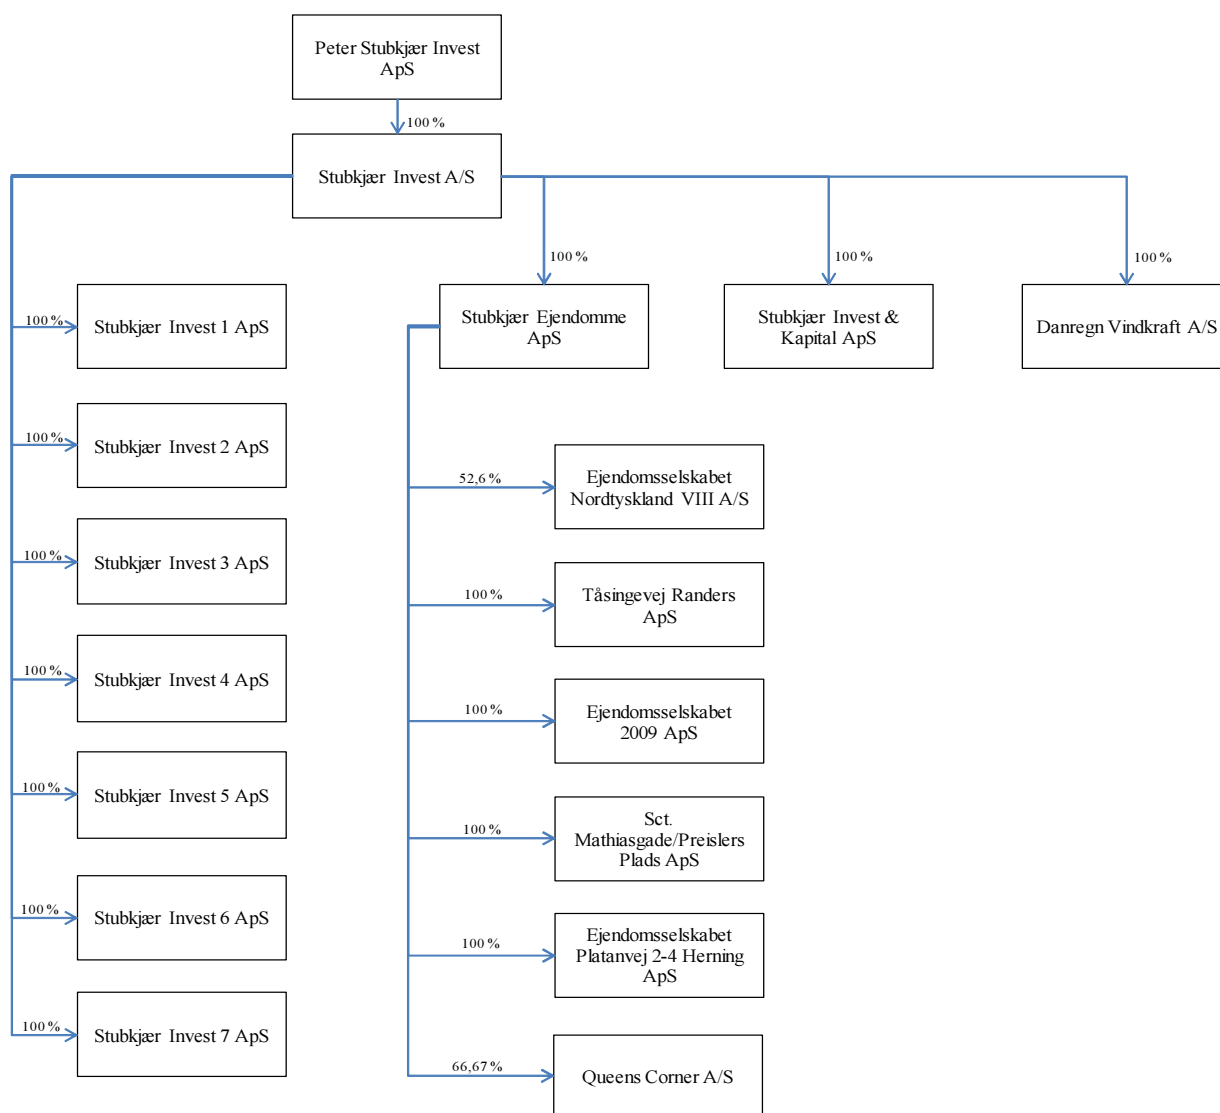 Peter Stubkjær Invest
ApS
100%
Stubkjær Invest A/S
100%
100%
100%
Stubkjær Ejendomme
ApS
Stubkjær Invest &
Kapital ApS
Danregn Vindkraft A/S
100%
Stubkjær Invest 1 ApS
100%
Stubkjær Invest 2 ApS
100%
Stubkjær Invest 3 ApS
100%
Stubkjær Invest 4 ApS
100%
Stubkjær Invest 5 ApS
100%
Stubkjær Invest 6 ApS
100%
Stubkjær Invest 7 ApS
52,6%
Ejendomsselskabet
Nordtyskland VIII A/S
100%
Tåsingevej Randers
ApS
100%
Ejendomsselskabet
2009 ApS
100%
Sct.
Mathiasgade/Preislers
Plads ApS
100%
Ejendomsselskabet
Platanvej 2-4 Herning
ApS
66,67%
Queens Corner A/S